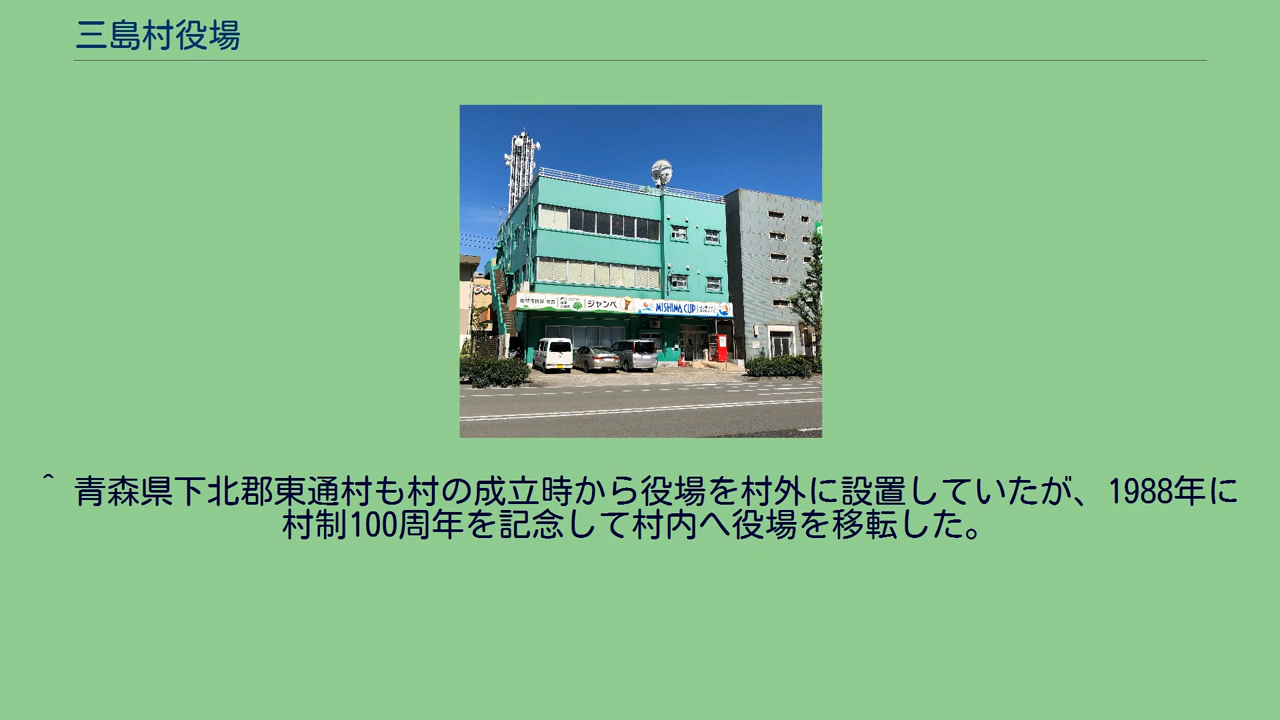 三島村役場
ジャンベ
MISHIMA CUP
^ 青森県下北郡東通村も村の成立時から役場を村外に設置していたが、1988年に
村制100周年を記念して村内へ役場を移転した。